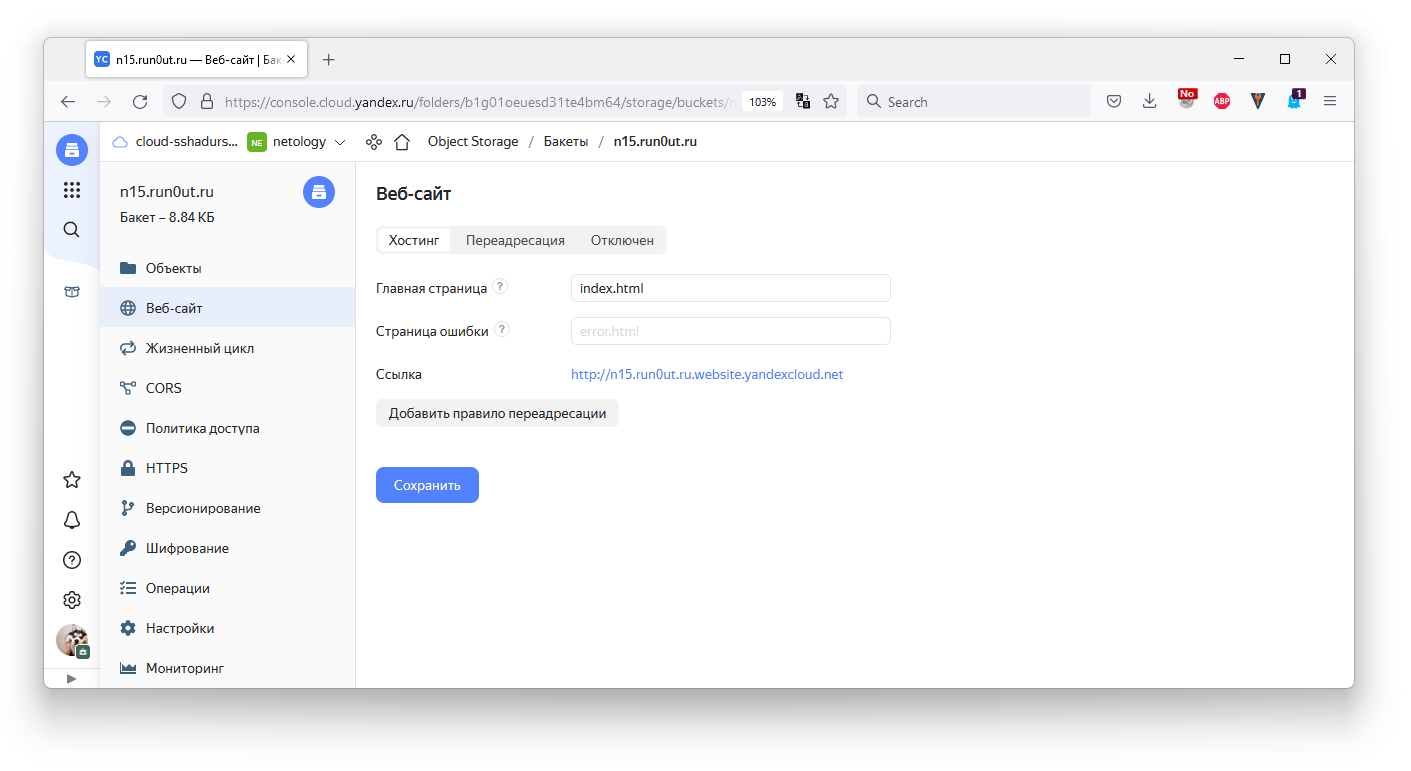 YC n15.run0ut.ru — Веб-сайт | Бак
https://console.cloud.yandex.ru/folders/b1g01oeuesd31te4bm64/storage/buckets/ 103% Search No ABP 1
cloud-sshadurs... NE netology Object Storage / Бакеты / n15.run0ut.ru
n15.run0ut.ru
Бакет – 8.84 КБ
Объекты
Веб-сайт
Жизненный цикл
CORS
Политика доступа
HTTPS
Версионирование
Шифрование
Операции
Настройки
Мониторинг
Веб-сайт
Хостинг Переадресация Отключен
Главная страница ? index.html
Страница ошибки ? error.html
Ссылка http://n15.run0ut.ru.website.yandexcloud.net
Добавить правило переадресации
Сохранить